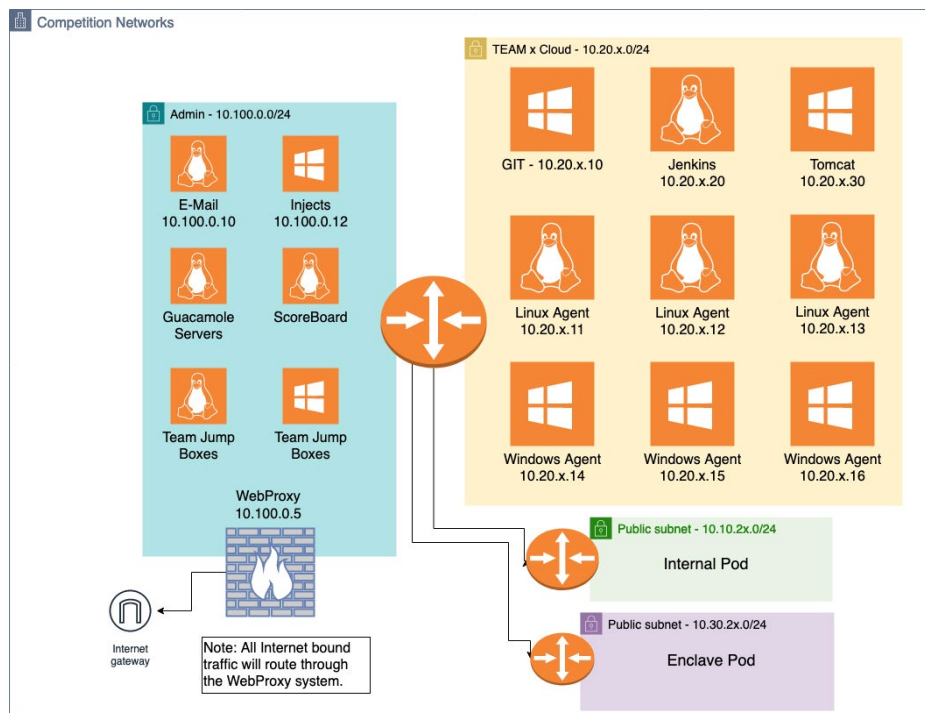 Competition Networks
TEAM x Cloud - 10.20.x.0/24
GIT - 10.20.x.10
Jenkins
10.20.x.20
Tomcat
10.20.x.30
Linux Agent
10.20.x.11
Linux Agent
10.20.x.12
Linux Agent
10.20.x.13
Windows Agent
10.20.x.14
Windows Agent
10.20.x.15
Windows Agent
10.20.x.16
Admin - 10.100.0.0/24
E-Mail
10.100.0.10
Injects
10.100.0.12
Guacamole
Servers
ScoreBoard
Team Jump
Boxes
Team Jump
Boxes
WebProxy
10.100.0.5
Internet
gateway
Note: All Internet bound
traffic will route through
the WebProxy system.
Public subnet - 10.10.2x.0/24
Internal Pod
Public subnet - 10.30.2x.0/24
Enclave Pod